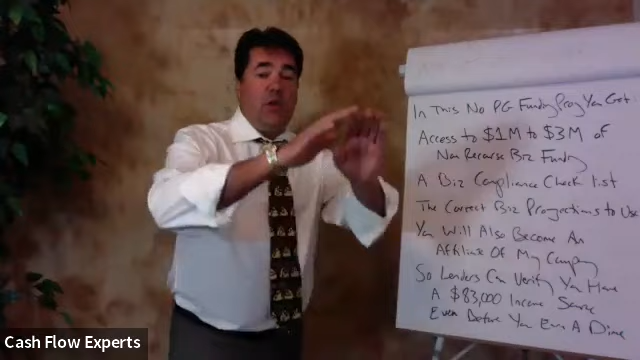 In This No PG Funding Prog You Get
Access to $1M to $3M of
Non Recourse Biz Funding
A Biz Compliance Check list
The Correct Biz Projections to Use
You Will Also Become An
Affiliate Of My Company
So Lenders Can Verify You Have
A $83,000 Income Source
Even Before You Earn A Dime
Cash Flow Experts